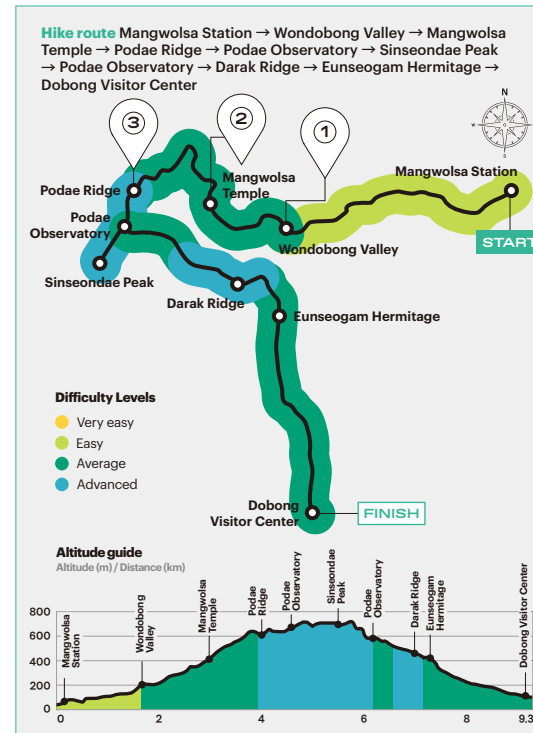 Hike route Mangwolsa Station → Wondobong Valley → Mangwolsa
Temple → Podae Ridge → Podae Observatory → Sinseondae Peak
→ Podae Observatory → Darak Ridge → Eunseogam Hermitage →
Dobong Visitor Center
N
W
E
S
3
2
1
Mangwolsa Station
Mangwolsa
Temple
Podae Ridge
START
Podae
Observatory
Wondobong Valley
Sinseondae Peak
Darak Ridge
Eunseogam Hermitage
Difficulty Levels
Very easy
Easy
Average
Advanced
Dobong
Visitor Center
FINISH
Altitude guide
Altitude (m) / Distance (km)
800
600
400
200
0
Mangwolsa
Station
Wondobong
Valley
Mangwolsa
Temple
Podae
Ridge
Podae
Observatory
Sinseondae
Peak
Podae
Observatory
Darak Ridge
Eunseogam
Hermitage
Dobong Visitor Center
0
2
4
6
8
9.3